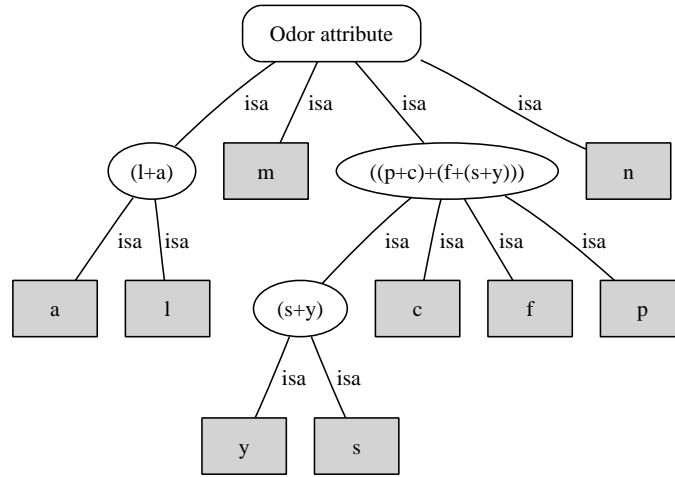 Odor attribute
isa
isa
isa
isa
(l+a)
m
((p+c)+(f+(s+y)))
n
isa
isa
isa
isa
isa
isa
a
l
(s+y)
c
f
p
isa
isa
y
s